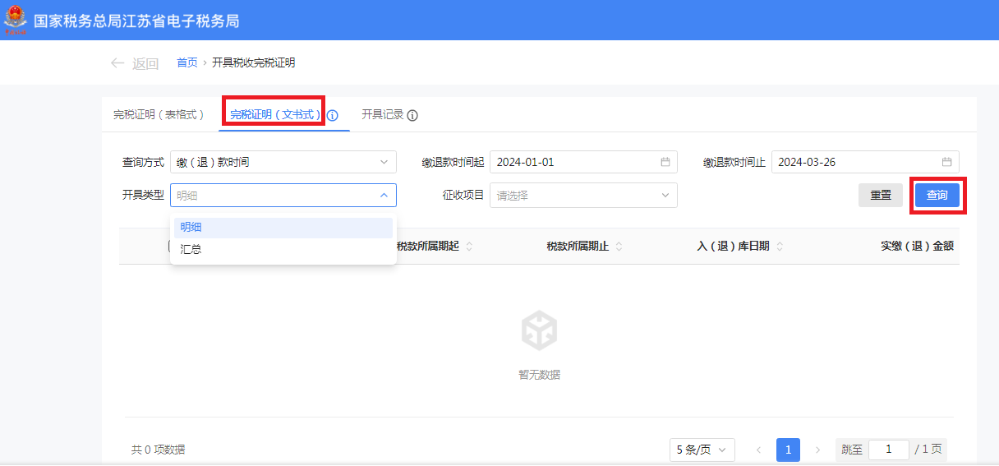 国家税务总局江苏省电子税务局
返回 首页 › 开具税收完税证明
完税证明（表格式） 完税证明（文书式） 开具记录
查询方式 缴（退）款时间 缴退款时间起 2024-01-01 缴退款时间止 2024-03-26
开具类型 明细 征收项目 请选择 重置 查询
明细
汇总
税款所属期起 税款所属期止 入（退）库日期 实缴（退）金额
暂无数据
共 0 项数据 5 条/页 1 跳至 1 / 1 页